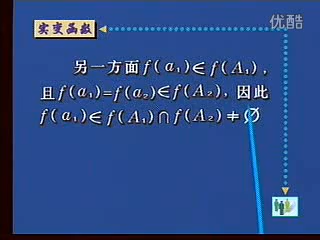 优酷
实变函数
另一方面f(a₁)∈f(A₁),
且f(a₁)=f(a₂)∈f(A₂), 因此
f(a₁)∈f(A₁)∩f(A₂)≠∅